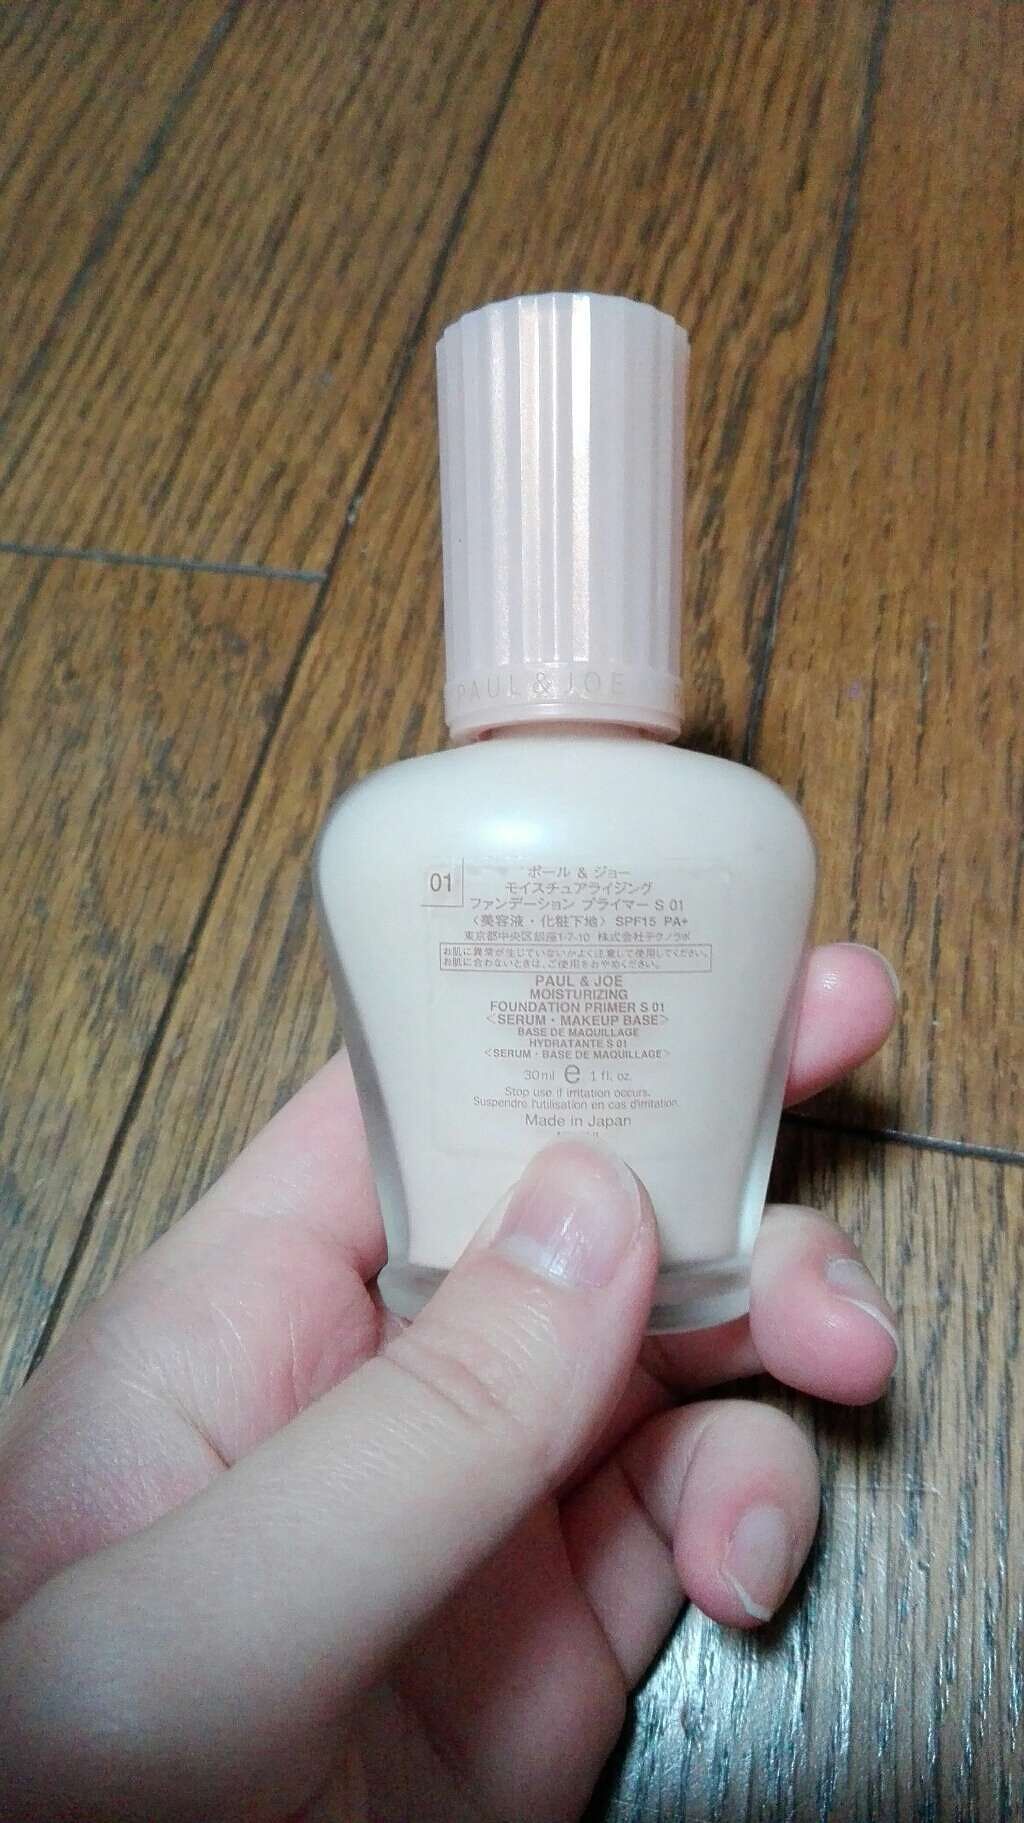 PAUL & JOE
01
ポール & ジョー
モイスチュアライジング
ファンデーション プライマー S 01
〈美容液・化粧下地〉 SPF15 PA+
東京都中央区銀座1-7-10 株式会社テクノラボ
お肌に異常が生じていないかよく注意して使用してください。
お肌に合わないときは、ご使用をおやめください。
PAUL & JOE
MOISTURIZING
FOUNDATION PRIMER S 01
<SERUM・MAKEUP BASE>
BASE DE MAQUILLAGE
HYDRATANTE S 01
<SERUM・BASE DE MAQUILLAGE>
30ml e 1 fl. oz.
Stop use if irritation occurs.
Suspendre l'utilisation en cas d'irritation.
Made in Japan